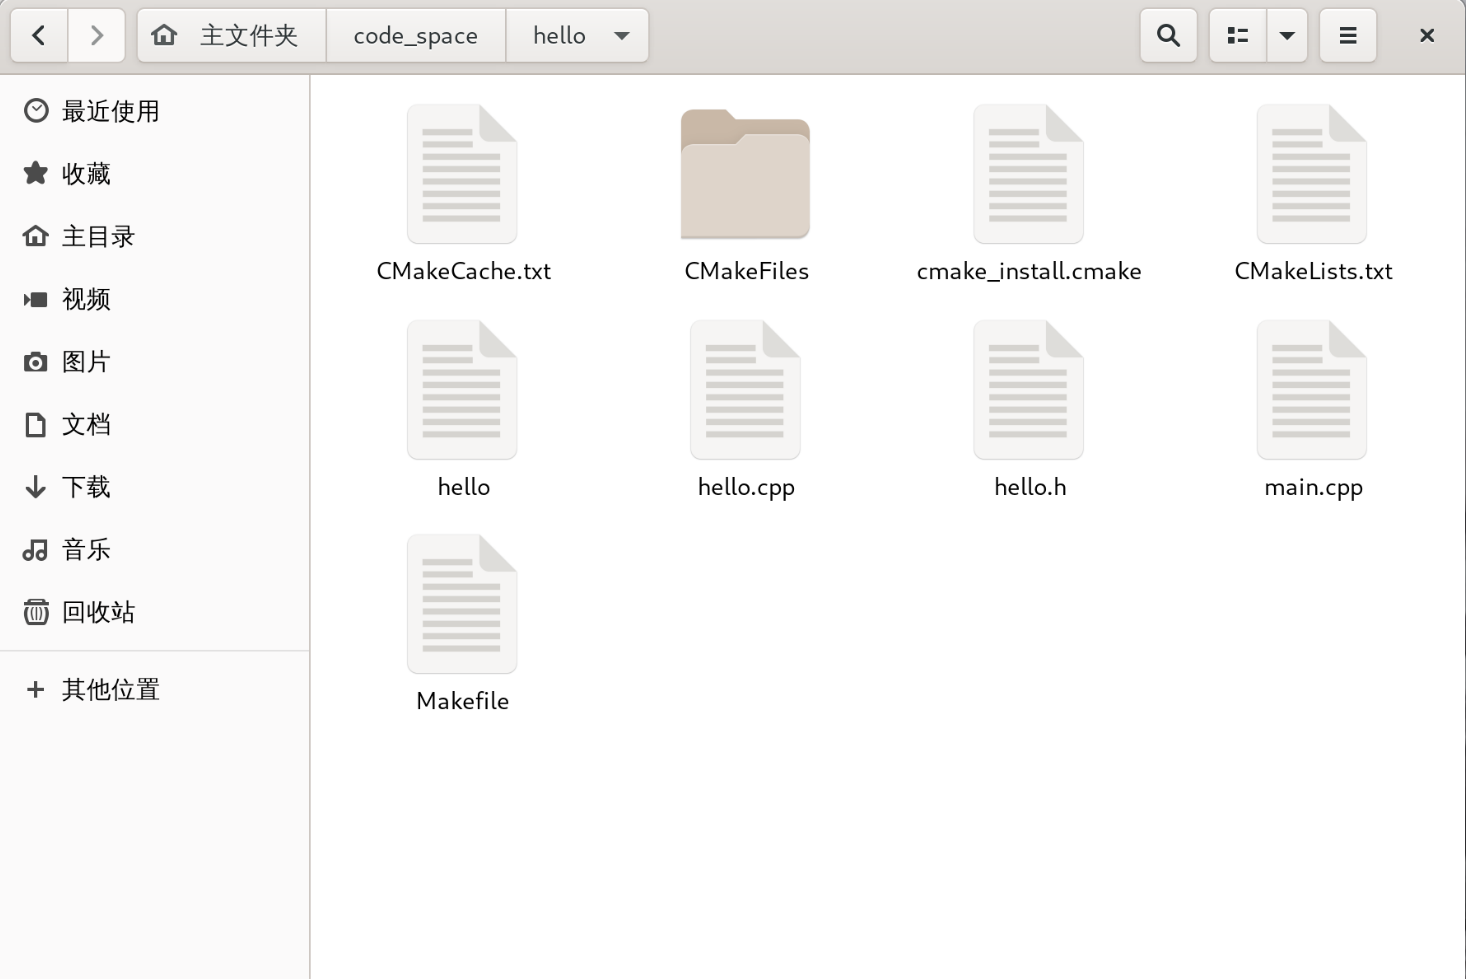 主文件夹 code_space hello
最近使用
收藏
主目录
视频
图片
文档
下载
音乐
回收站
其他位置
CMakeCache.txt CMakeFiles cmake_install.cmake CMakeLists.txt
hello hello.cpp hello.h main.cpp
Makefile